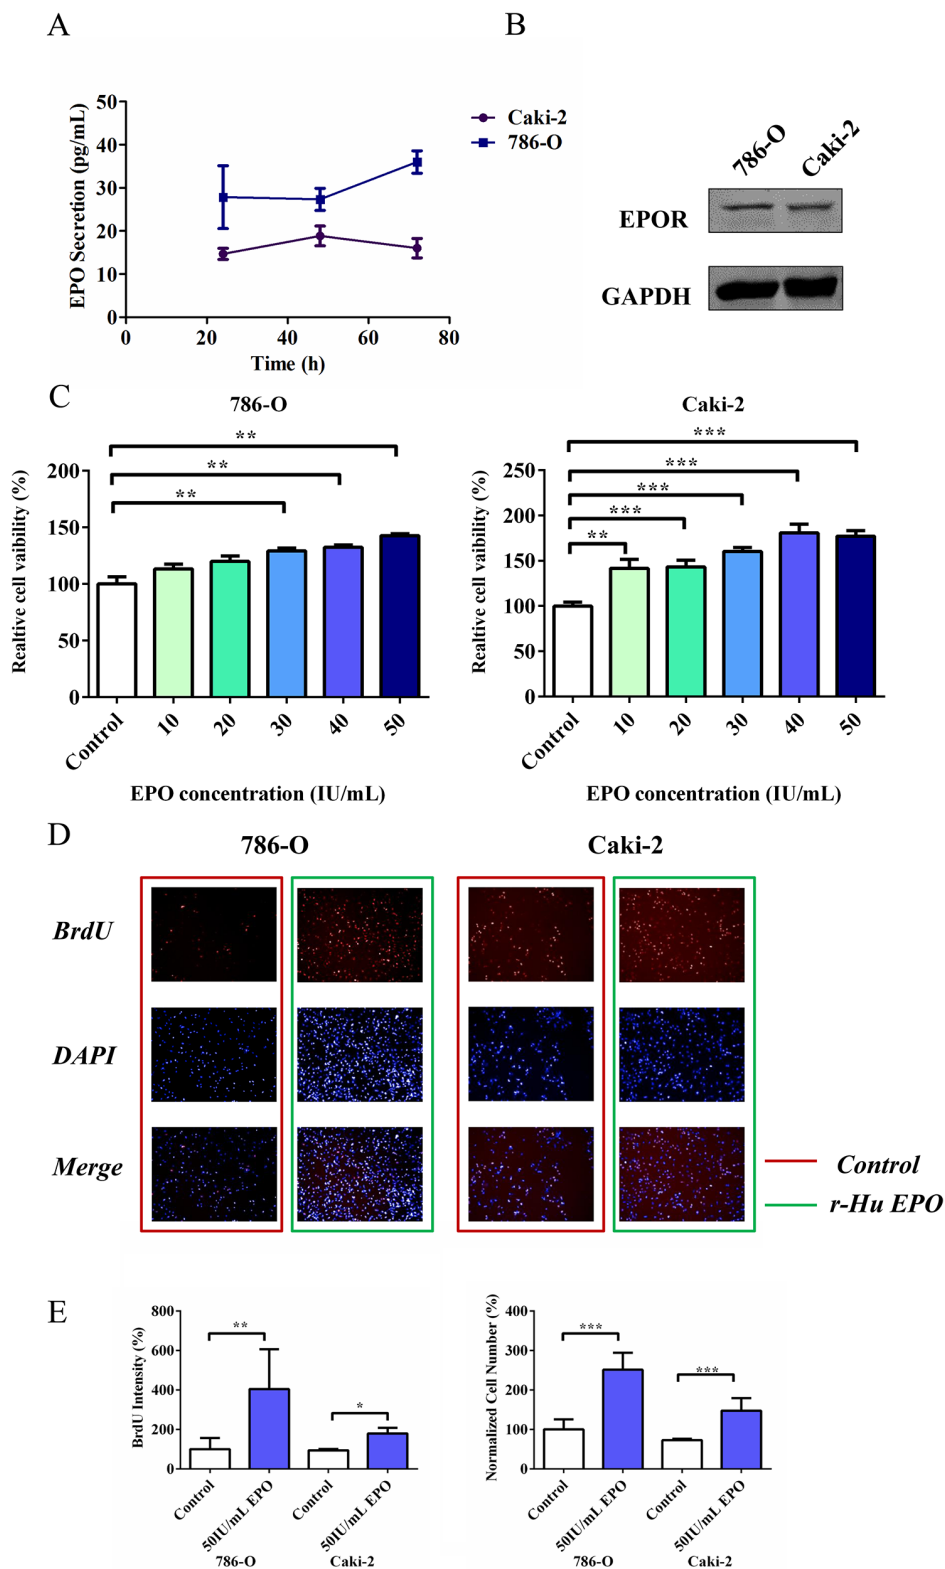 A
EPO Secretion (pg/mL)
50
40
30
20
10
0
0 20 40 60 80
Time (h)
Caki-2
786-O
B
786-O Caki-2
EPOR
GAPDH
C
786-O
Realtive cell vaibility (%)
200
150
100
50
0
** 
**
**
Control 10 20 30 40 50
EPO concentration (IU/mL)
Caki-2
Realtive cell vaibility (%)
250
200
150
100
50
0
***
***
***
***
**
Control 10 20 30 40 50
EPO concentration (IU/mL)
D
786-O Caki-2
BrdU
DAPI
Merge
Control
r-Hu EPO
E
BrdU Intensity (%)
800
600
400
200
0
**
*
Control 50IU/mL EPO Control 50IU/mL EPO
786-O Caki-2
Normalized Cell Number (%)
400
300
200
100
0
***
***
Control 50IU/mL EPO Control 50IU/mL EPO
786-O Caki-2